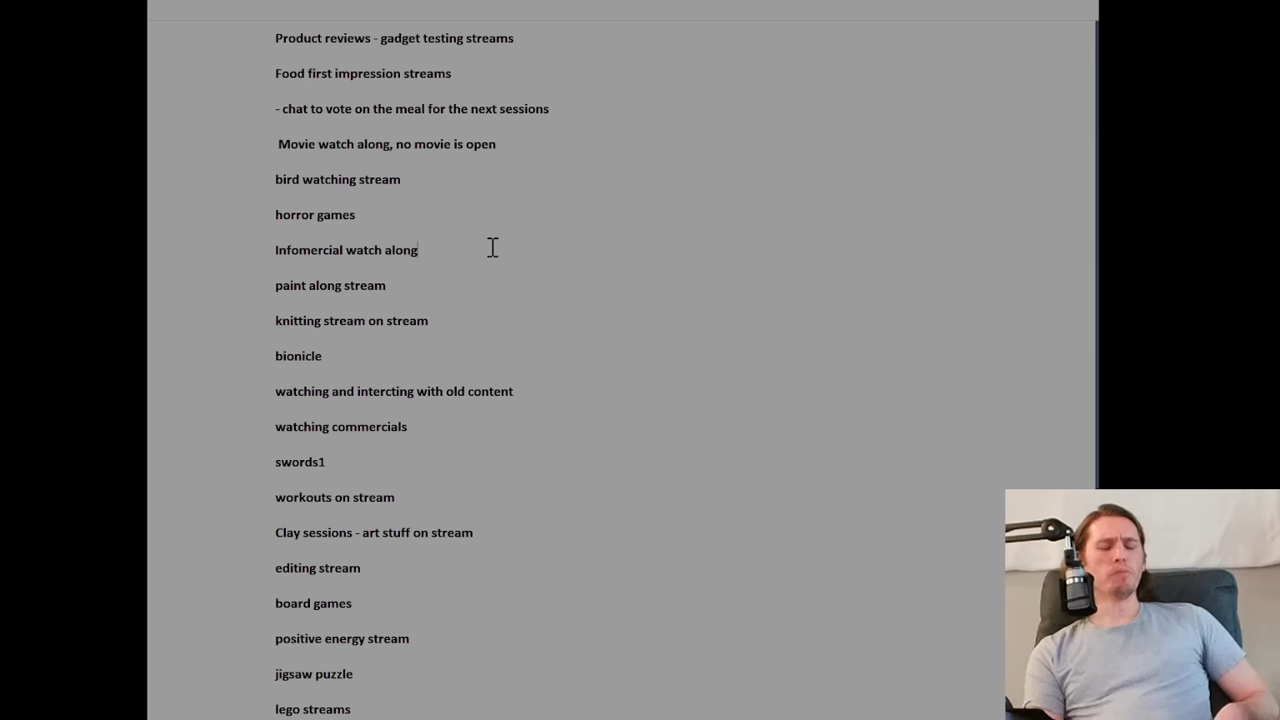 Product reviews - gadget testing streams
Food first impression streams
- chat to vote on the meal for the next sessions
Movie watch along, no movie is open
bird watching stream
horror games
Infomercial watch along
paint along stream
knitting stream on stream
bionicle
watching and intercting with old content
watching commercials
swords1
workouts on stream
Clay sessions - art stuff on stream
editing stream
board games
positive energy stream
jigsaw puzzle
lego streams